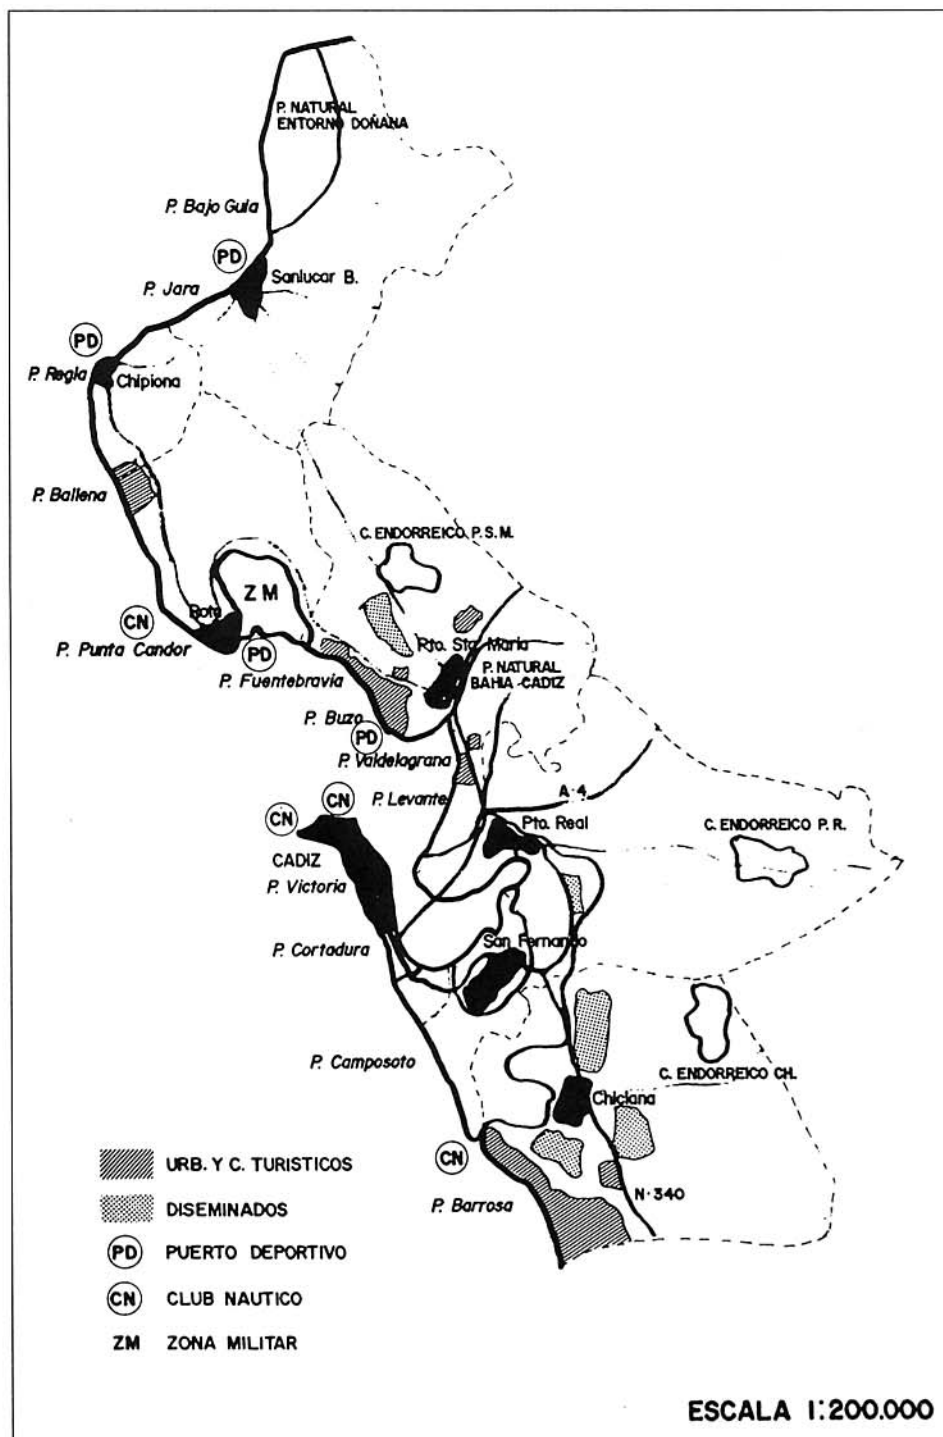 P. NATURAL
ENTORNO DOÑANA
P. Bajo Guia
PD
Sanlucar B.
P. Jara
PD
P. Regla
Chipiona
P. Ballena
C. ENDORREICO P.S.M.
Z M
Rota
CN
P. Punta Candor
PD
Pto. Sta. Maria
P. NATURAL
BAHIA-CADIZ
P. Fuentebravia
P. Buzo
PD
P. Valdelagrana
P. Levante
A-4
CN
CN
Pto. Real
C. ENDORREICO P.R.
CADIZ
P. Victoria
P. Cortadura
San Fernando
P. Camposoto
C. ENDORREICO CH.
Chiclana
CN
P. Barrosa
N-340
URB. Y C. TURISTICOS
DISEMINADOS
PD PUERTO DEPORTIVO
CN CLUB NAUTICO
ZM ZONA MILITAR
ESCALA 1:200.000